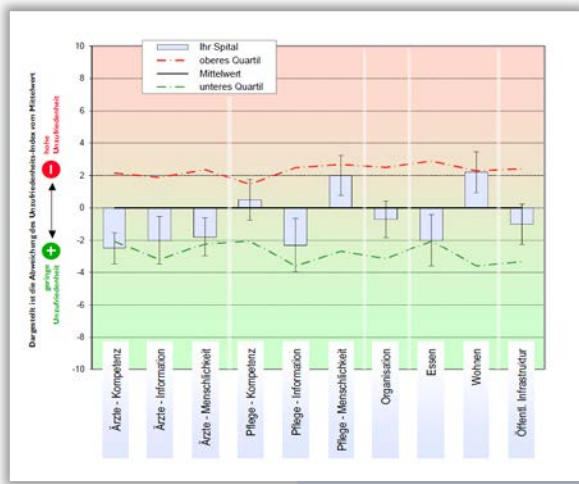 Dargestellt ist die Abweichung des Unzufriedenheits-Index vom Mittelwert
geringe
Unzufriedenheit
+
hohe
Unzufriedenheit
−
10
8
6
4
2
0
-2
-4
-6
-8
-10
Ihr Spital
oberes Quartil
Mittelwert
unteres Quartil
Ärzte - Kompetenz
Ärzte - Information
Ärzte - Menschlichkeit
Pflege - Kompetenz
Pflege - Information
Pflege - Menschlichkeit
Organisation
Essen
Wohnen
Öffentl. Infrastruktur